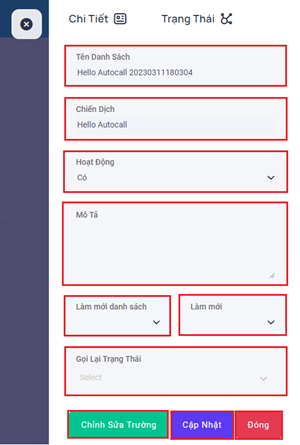 Chi Tiết
Trạng Thái
Tên Danh Sách
Hello Autocall 20230311180304
Chiến Dịch
Hello Autocall
Hoạt Động
Có
Mô Tả
Làm mới danh sách
Làm mới
Gọi Lại Trạng Thái
Select
Chỉnh Sửa Trường
Cập Nhật
Đóng